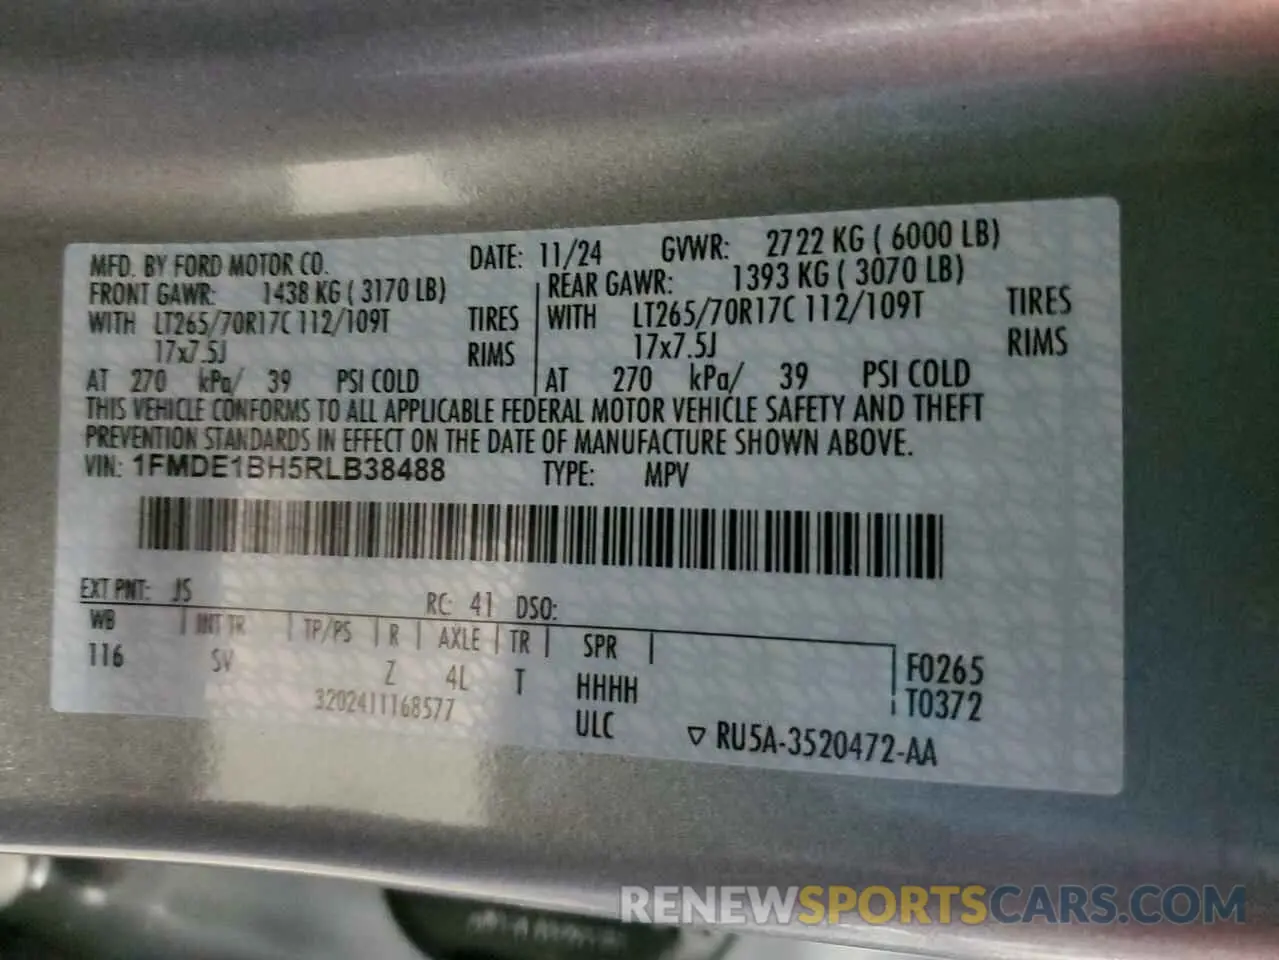 MFD. BY FORD MOTOR CO. DATE: 11/24 GVWR: 2722 KG ( 6000 LB)
FRONT GAWR: 1438 KG ( 3170 LB) REAR GAWR: 1393 KG ( 3070 LB)
WITH LT265/70R17C 112/109T TIRES WITH LT265/70R17C 112/109T TIRES
17x7.5J RIMS 17x7.5J RIMS
AT 270 kPa/ 39 PSI COLD AT 270 kPa/ 39 PSI COLD
THIS VEHICLE CONFORMS TO ALL APPLICABLE FEDERAL MOTOR VEHICLE SAFETY AND THEFT
PREVENTION STANDARDS IN EFFECT ON THE DATE OF MANUFACTURE SHOWN ABOVE.
VIN: 1FMDE1BH5RLB38488 TYPE: MPV
EXT PNT: JS RC: 41 DSO:
WB INT TR TP/PS R AXLE TR SPR
116 SV Z 4L T HHHH F0265
3202411168577 ULC T0372
▽ RU5A-3520472-AA
RENEWSPORTSCARS.COM